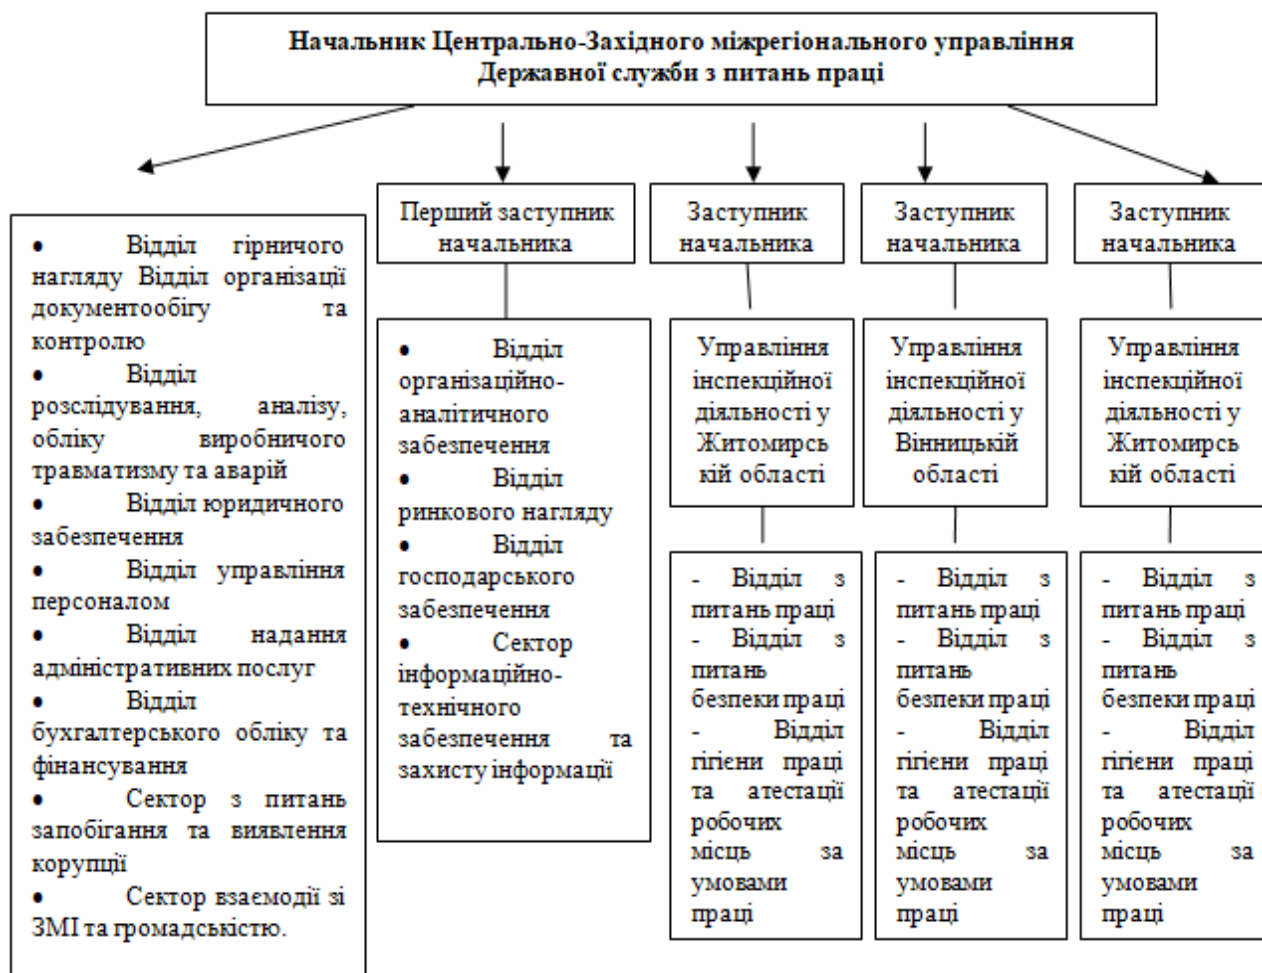 Начальник Центрально-Західного міжрегіонального управління
Державної служби з питань праці
• Відділ гірничого
нагляду Відділ організації
документообігу та
контролю
• Відділ
розслідування, аналізу,
обліку виробничого
травматизму та аварій
• Відділ юридичного
забезпечення
• Відділ управління
персоналом
• Відділ надання
адміністративних послуг
• Відділ
бухгалтерського обліку та
фінансування
• Сектор з питань
запобігання та виявлення
корупції
• Сектор взаємодії зі
ЗМІ та громадськістю.
Перший заступник
начальника
• Відділ
організаційно-
аналітичного
забезпечення
• Відділ
ринкового нагляду
• Відділ
господарського
забезпечення
• Сектор
інформаційно-
технічного
забезпечення та
захисту інформації
Заступник
начальника
Управління
інспекційної
діяльності у
Житомирсь
кій області
- Відділ з
питань праці
- Відділ з
питань
безпеки праці
- Відділ
гігієни праці
та атестації
робочих
місць за
умовами
праці
Заступник
начальника
Управління
інспекційної
діяльності у
Вінницькій
області
- Відділ з
питань праці
- Відділ з
питань
безпеки праці
- Відділ
гігієни праці
та атестації
робочих
місць за
умовами
праці
Заступник
начальника
Управління
інспекційної
діяльності у
Житомирсь
кій області
- Відділ з
питань праці
- Відділ з
питань
безпеки праці
- Відділ
гігієни праці
та атестації
робочих
місць за
умовами
праці